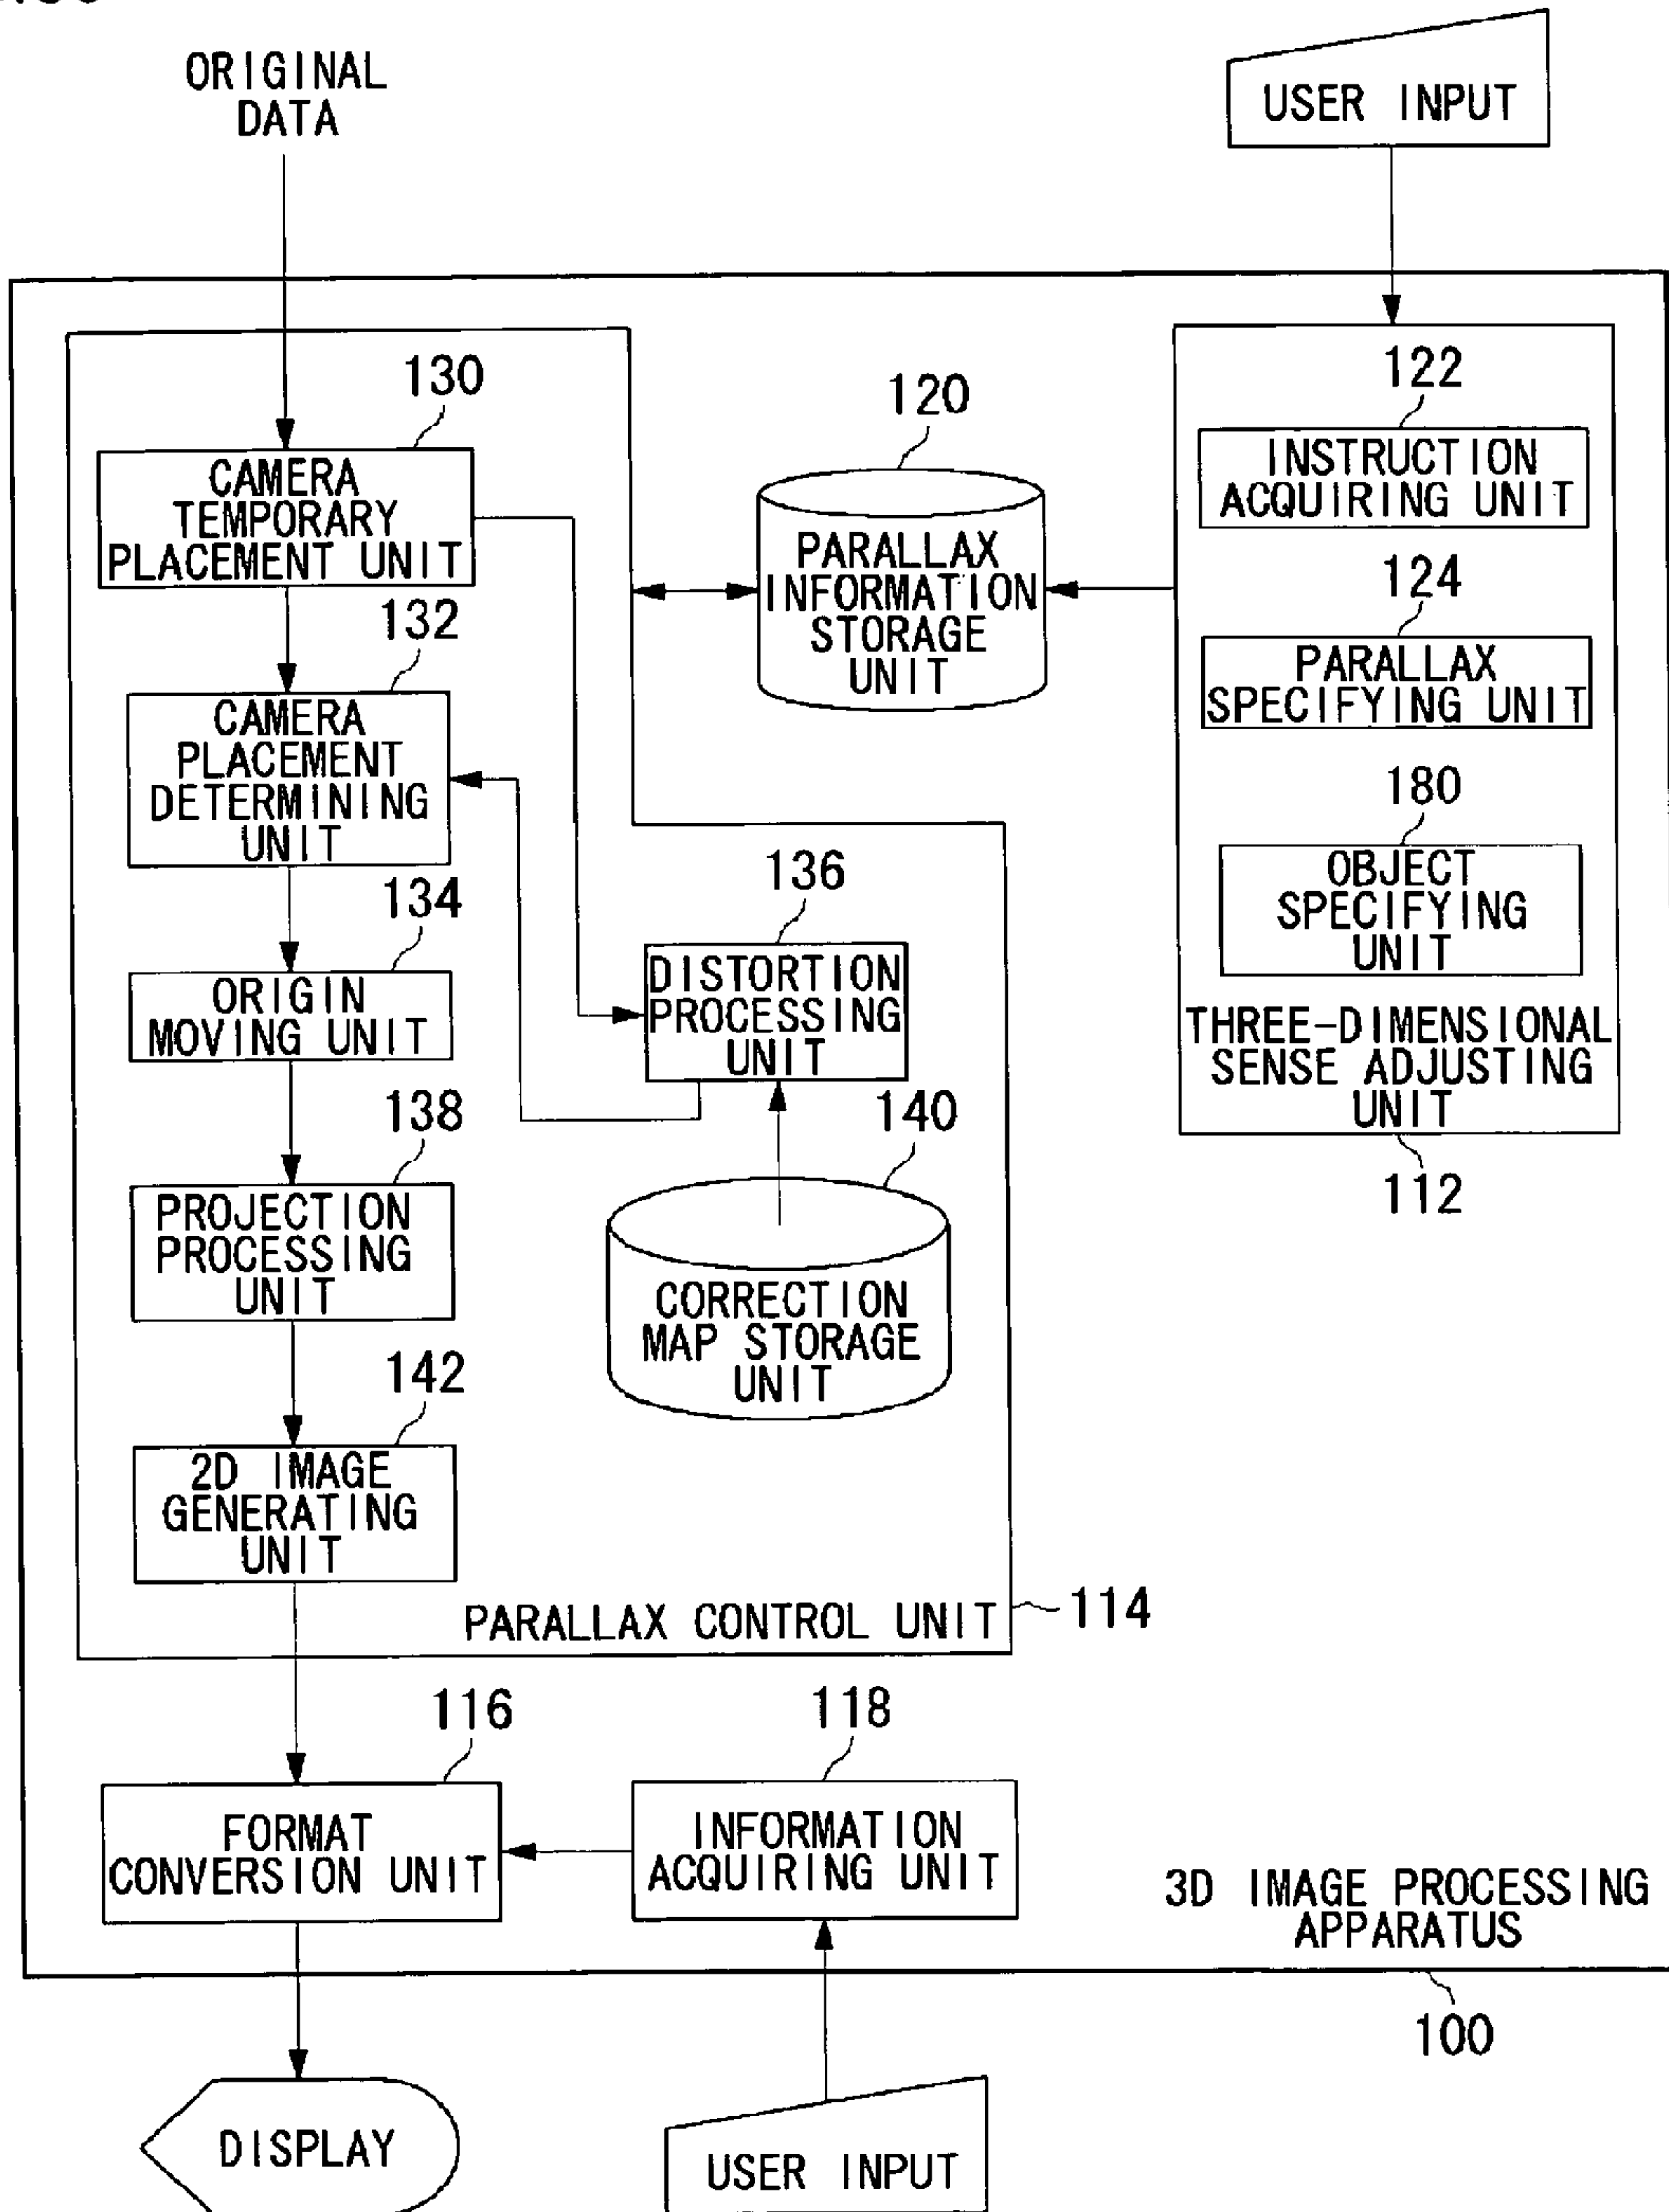 ORIGINAL
DATA
USER INPUT
130
CAMERA
TEMPORARY
PLACEMENT UNIT
132
CAMERA
PLACEMENT
DETERMINING
UNIT
134
ORIGIN
MOVING UNIT
138
PROJECTION
PROCESSING
UNIT
142
2D IMAGE
GENERATING
UNIT
120
PARALLAX
INFORMATION
STORAGE
UNIT
136
DISTORTION
PROCESSING
UNIT
140
CORRECTION
MAP STORAGE
UNIT
PARALLAX CONTROL UNIT
114
122
INSTRUCTION
ACQUIRING UNIT
124
PARALLAX
SPECIFYING UNIT
180
OBJECT
SPECIFYING
UNIT
THREE-DIMENSIONAL
SENSE ADJUSTING
UNIT
112
116
FORMAT
CONVERSION UNIT
118
INFORMATION
ACQUIRING UNIT
3D IMAGE PROCESSING
APPARATUS
100
DISPLAY
USER INPUT